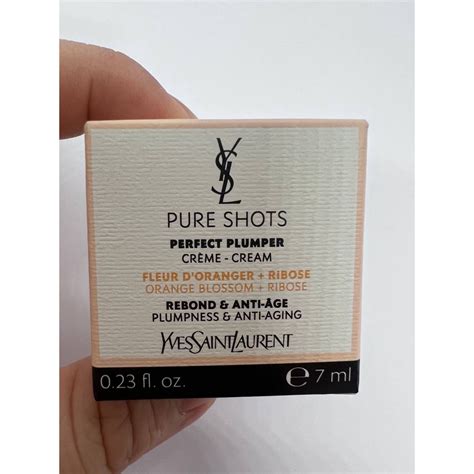 YSL
PURE SHOTS
PERFECT PLUMPER
CRÈME - CREAM
FLEUR D'ORANGER + RIBOSE
ORANGE BLOSSOM + RIBOSE
REBOND & ANTI-ÂGE
PLUMPNESS & ANTI-AGING
YVESSAINTLAURENT
0.23 fl. oz. ℮ 7 ml